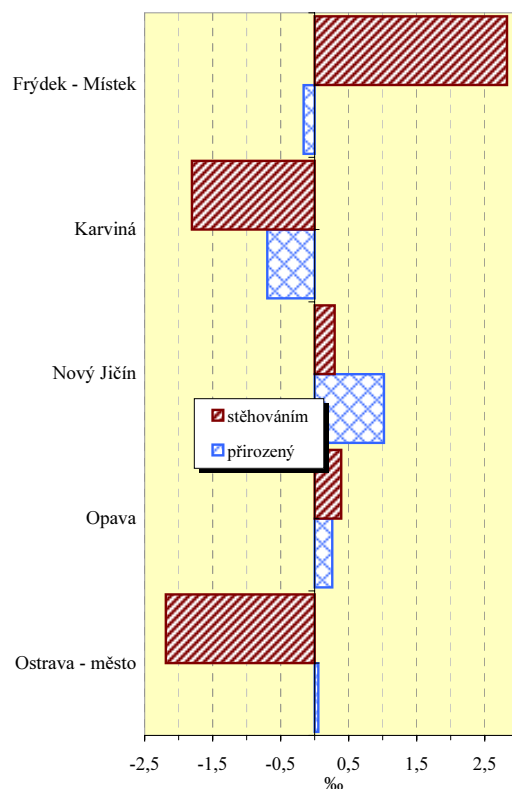 Frýdek - Místek
Karviná
Nový Jičín
stěhováním
přirozený
Opava
Ostrava - město
-2,5 -1,5 -0,5 0,5 1,5 2,5
‰